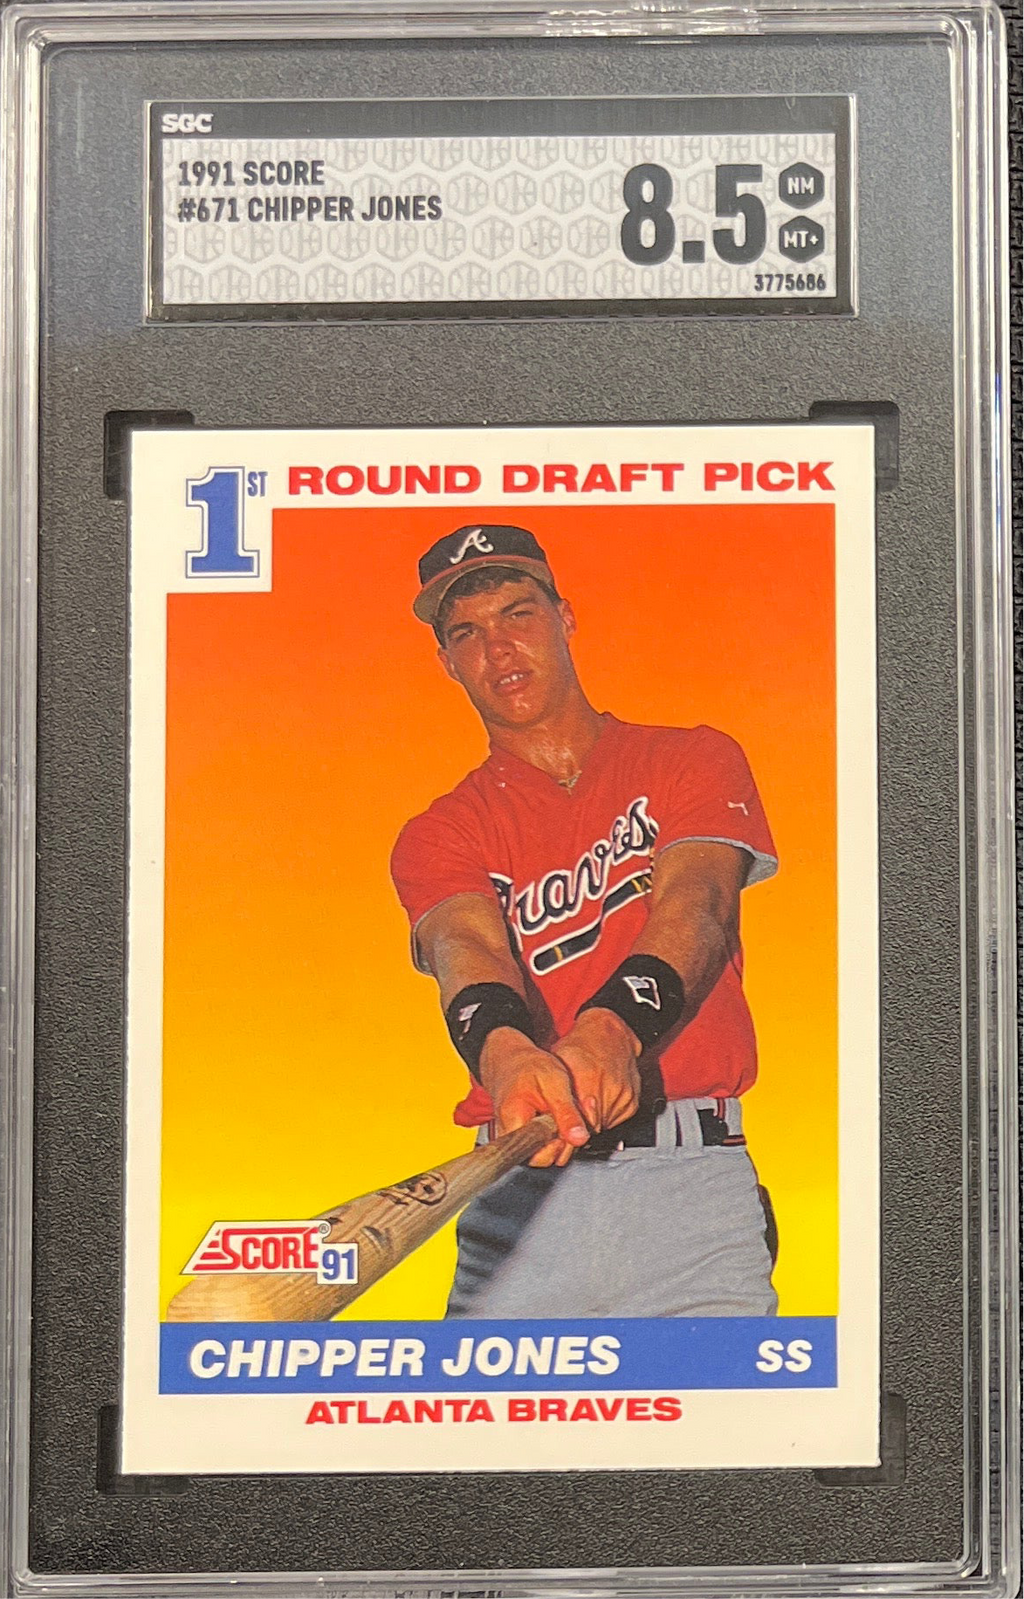 SGC
1991 SCORE
#671 CHIPPER JONES
8.5
NM
MT+
3775686
1ST ROUND DRAFT PICK
A
Braves
SCORE®
91
CHIPPER JONES SS
ATLANTA BRAVES